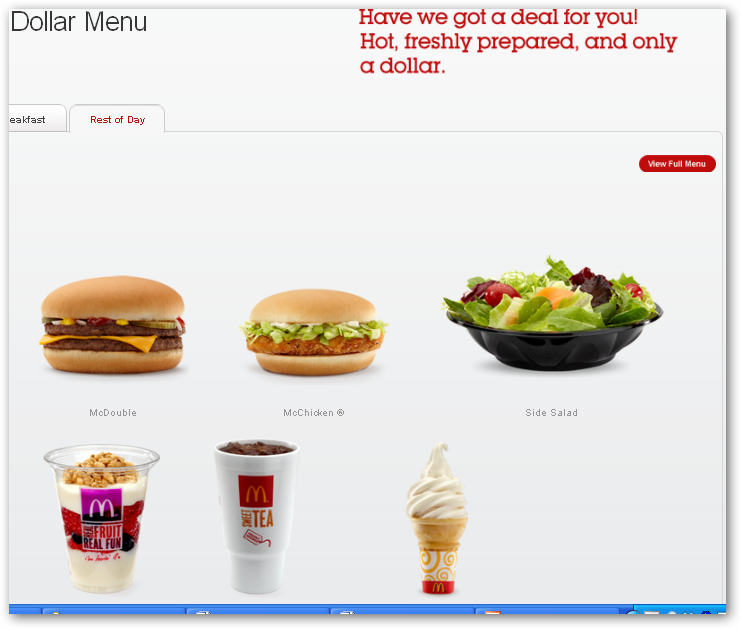 Dollar Menu
Have we got a deal for you!
Hot, freshly prepared, and only
a dollar.
eakfast
Rest of Day
View Full Menu
McDouble
McChicken ®
Side Salad
REAL FRUIT
REAL FUN
SWEET
TEA